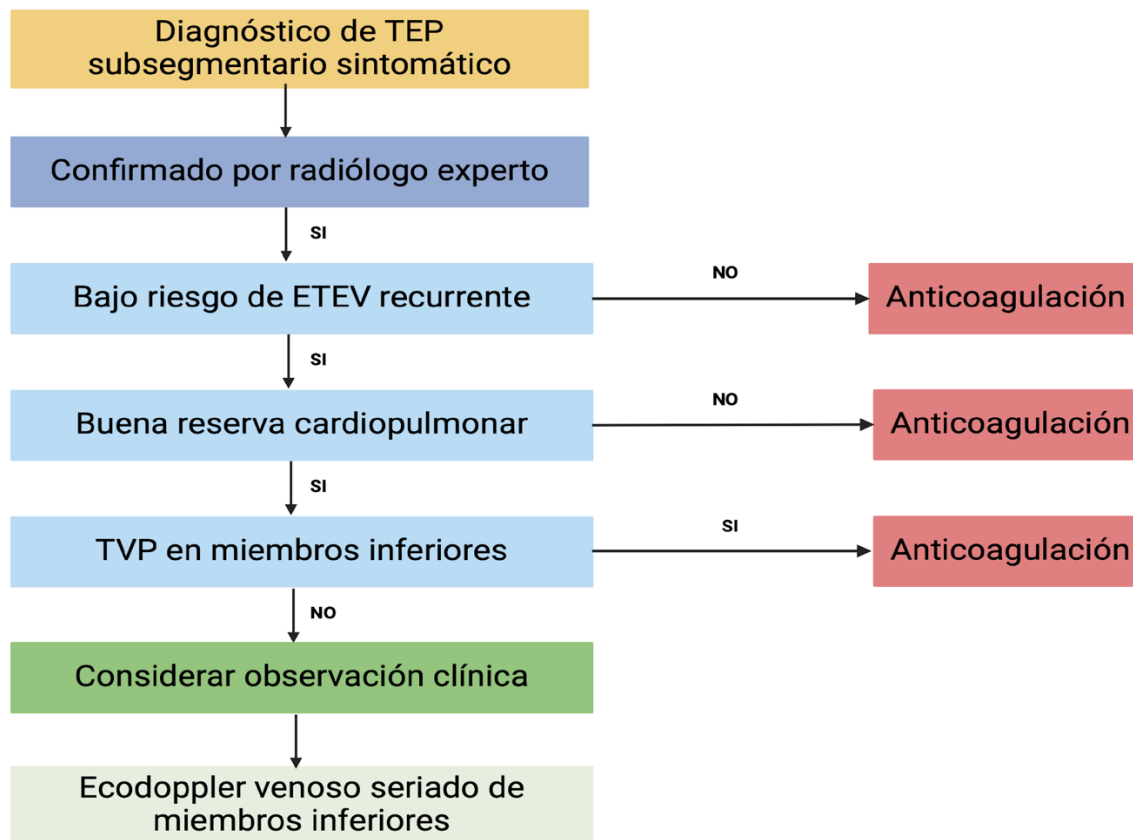 Diagnóstico de TEP
subsegmentario sintomático
Confirmado por radiólogo experto
SI
Bajo riesgo de ETEV recurrente
NO
Anticoagulación
SI
Buena reserva cardiopulmonar
NO
Anticoagulación
SI
TVP en miembros inferiores
SI
Anticoagulación
NO
Considerar observación clínica
Ecodoppler venoso seriado de
miembros inferiores